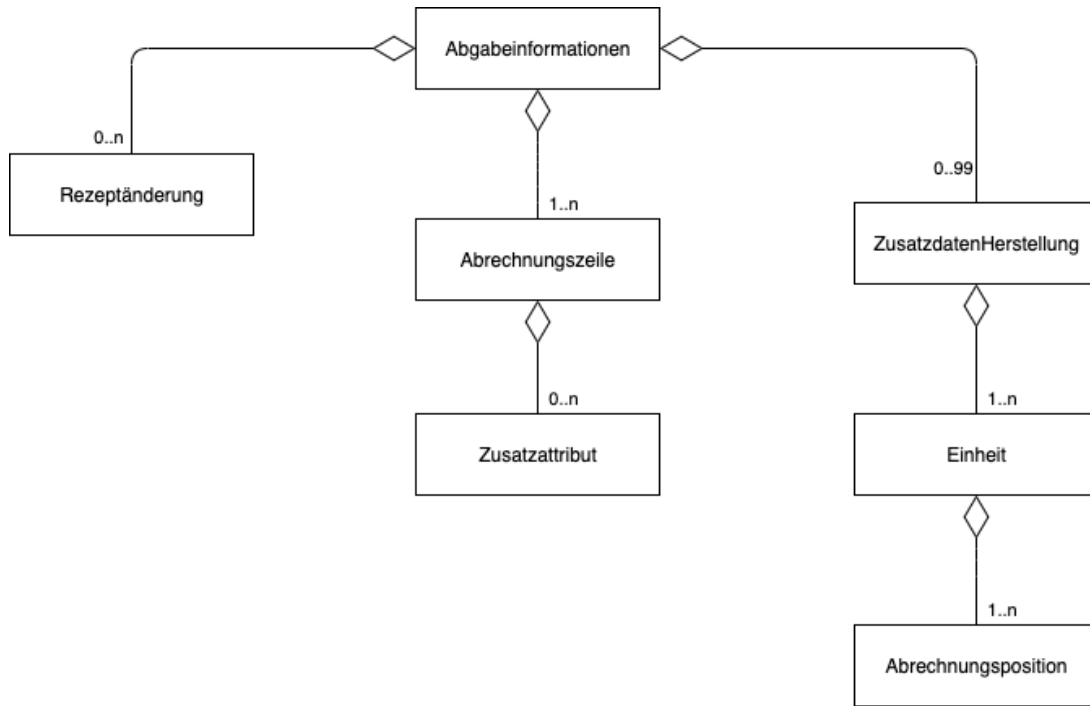 Abgabeinformationen
0..n
Rezeptänderung
0..99
1..n
ZusatzdatenHerstellung
Abrechnungszeile
0..n
1..n
Zusatzattribut
Einheit
1..n
Abrechnungsposition